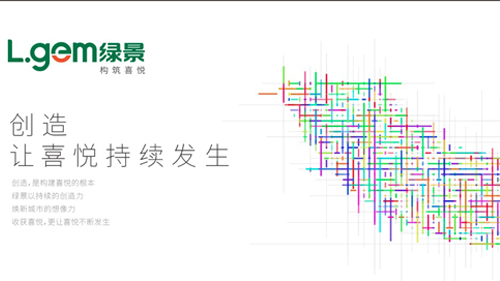 L.gem绿景
构筑喜悦
创造
让喜悦持续发生
创造,是构建喜悦的根本
绿景以持续的创造力
焕新城市的想像力
收获喜悦,更让喜悦不断发生